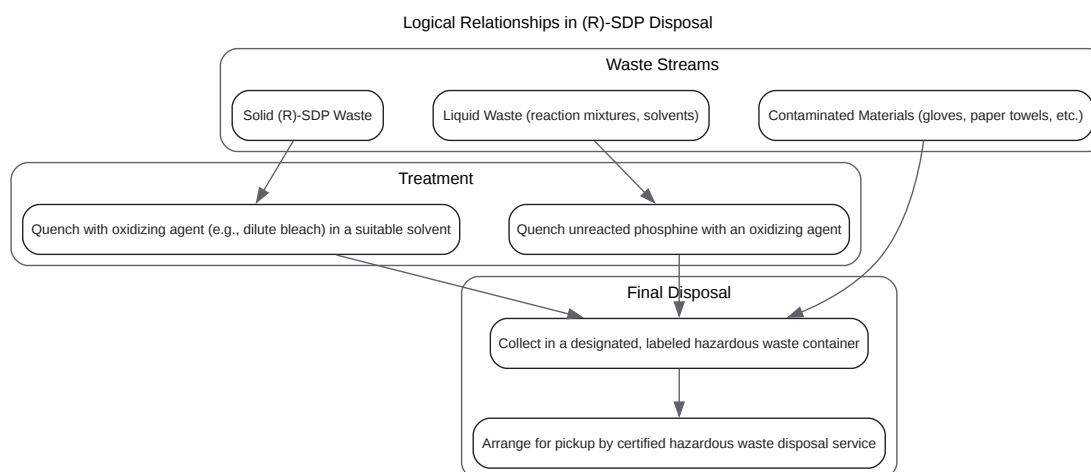 Logical Relationships in (R)-SDP Disposal
Waste Streams
Solid (R)-SDP Waste
Liquid Waste (reaction mixtures, solvents)
Contaminated Materials (gloves, paper towels, etc.)
Treatment
Quench with oxidizing agent (e.g., dilute bleach) in a suitable solvent
Quench unreacted phosphine with an oxidizing agent
Final Disposal
Collect in a designated, labeled hazardous waste container
Arrange for pickup by certified hazardous waste disposal service